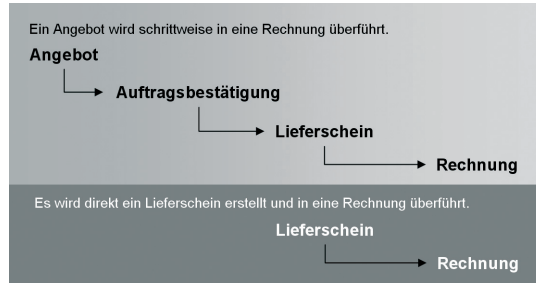 Ein Angebot wird schrittweise in eine Rechnung überführt.
Angebot
Auftragsbestätigung
Lieferschein
Rechnung
Es wird direkt ein Lieferschein erstellt und in eine Rechnung überführt.
Lieferschein
Rechnung